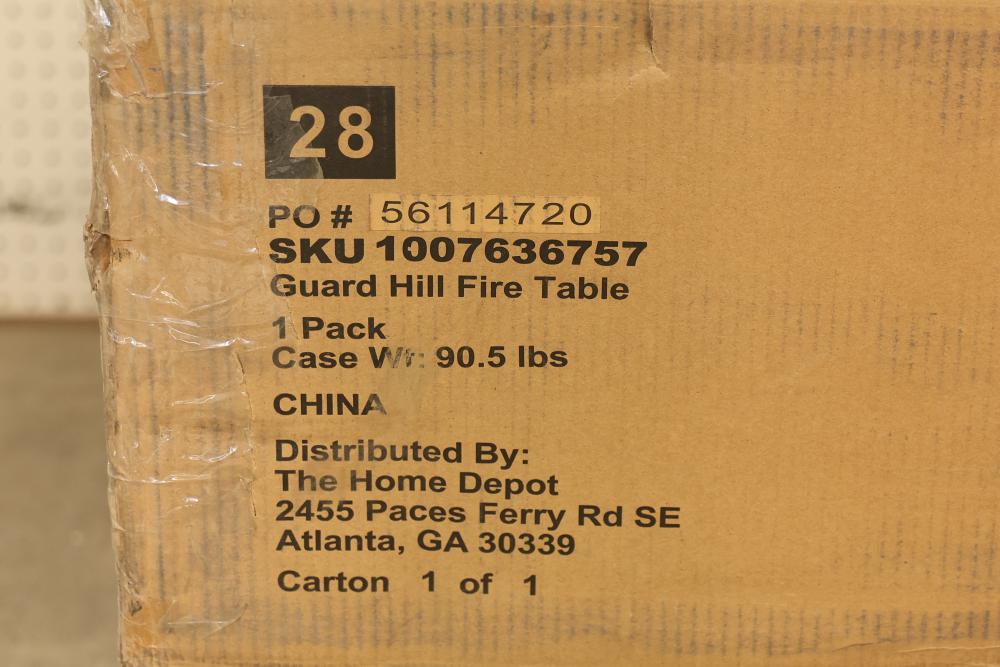 28
PO # 56114720
SKU 1007636757
Guard Hill Fire Table
1 Pack
Case Wt: 90.5 lbs
CHINA
Distributed By:
The Home Depot
2455 Paces Ferry Rd SE
Atlanta, GA 30339
Carton 1 of 1